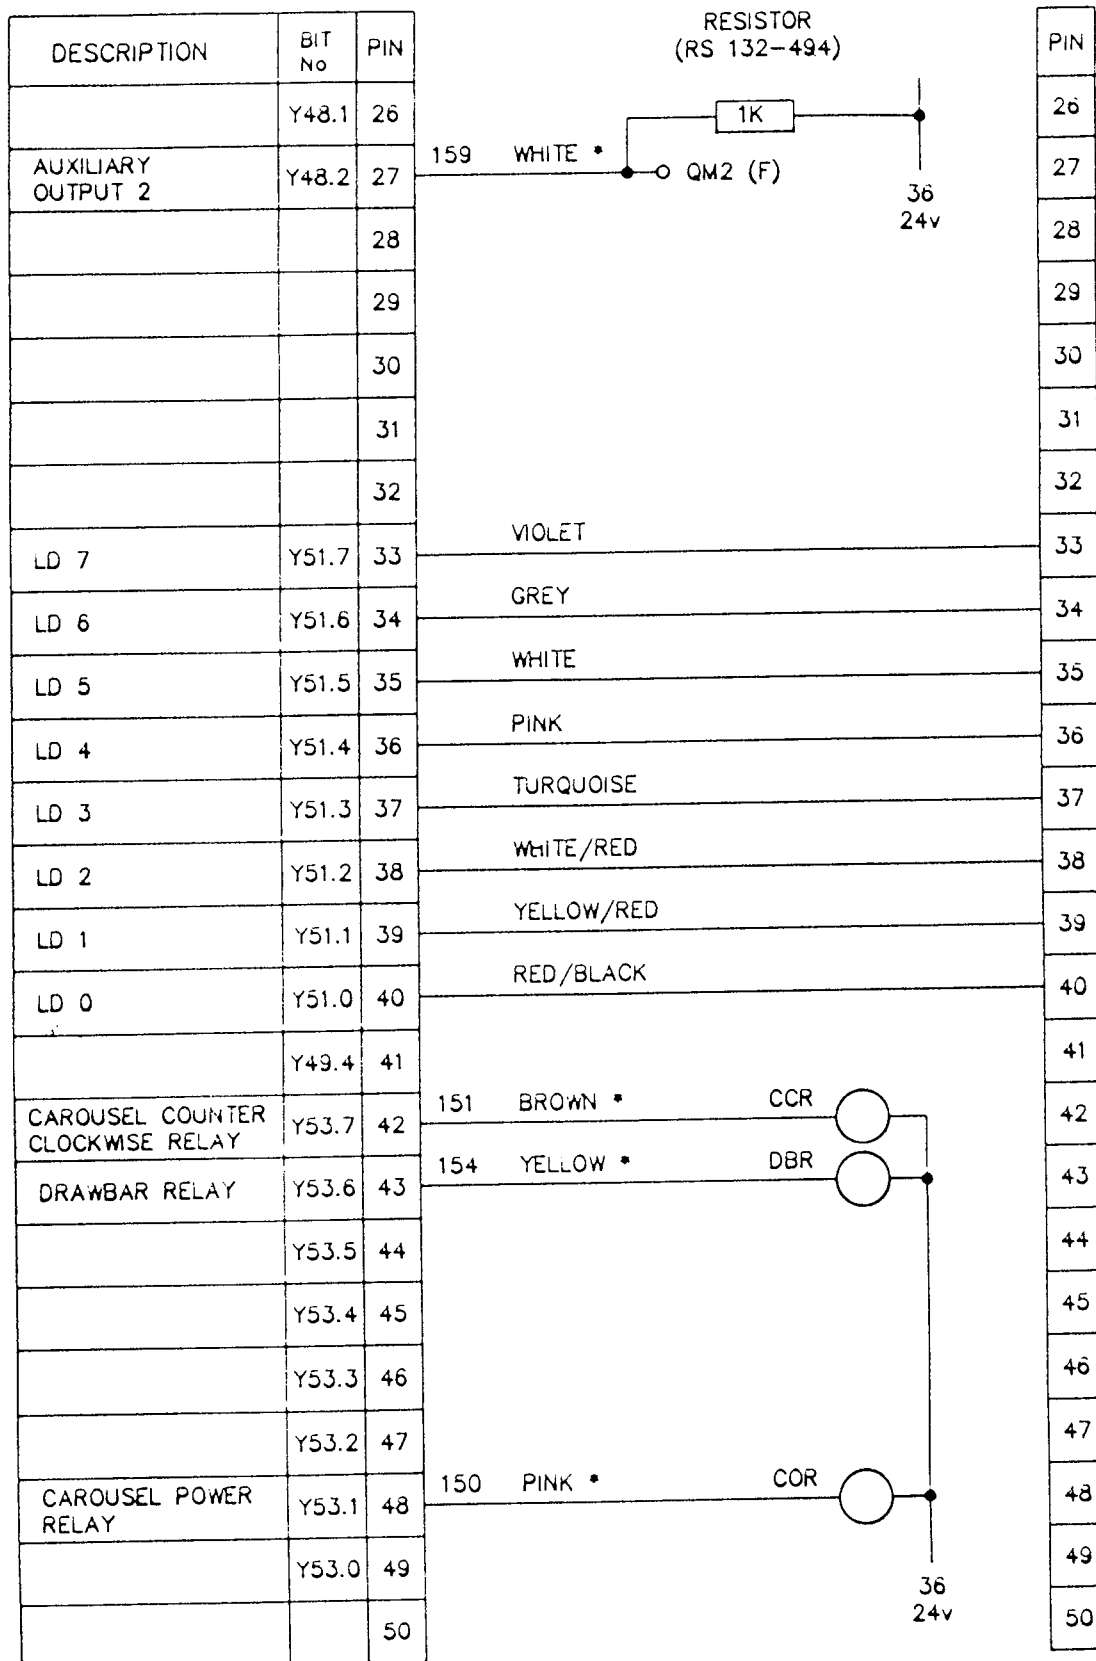 DESCRIPTION BIT No PIN
RESISTOR
(RS 132-494)
PIN
Y48.1 26 1K 26
AUXILIARY OUTPUT 2 Y48.2 27 159 WHITE * QM2 (F) 27
36
24v
28 28
29 29
30 30
31 31
32 32
LD 7 Y51.7 33 VIOLET 33
LD 6 Y51.6 34 GREY 34
LD 5 Y51.5 35 WHITE 35
LD 4 Y51.4 36 PINK 36
LD 3 Y51.3 37 TURQUOISE 37
LD 2 Y51.2 38 WHITE/RED 38
LD 1 Y51.1 39 YELLOW/RED 39
LD 0 Y51.0 40 RED/BLACK 40
Y49.4 41 41
CAROUSEL COUNTER CLOCKWISE RELAY Y53.7 42 151 BROWN * CCR 42
DRAWBAR RELAY Y53.6 43 154 YELLOW * DBR 43
Y53.5 44 44
Y53.4 45 45
Y53.3 46 46
Y53.2 47 47
CAROUSEL POWER RELAY Y53.1 48 150 PINK * COR 48
Y53.0 49 49
36
24v
50 50